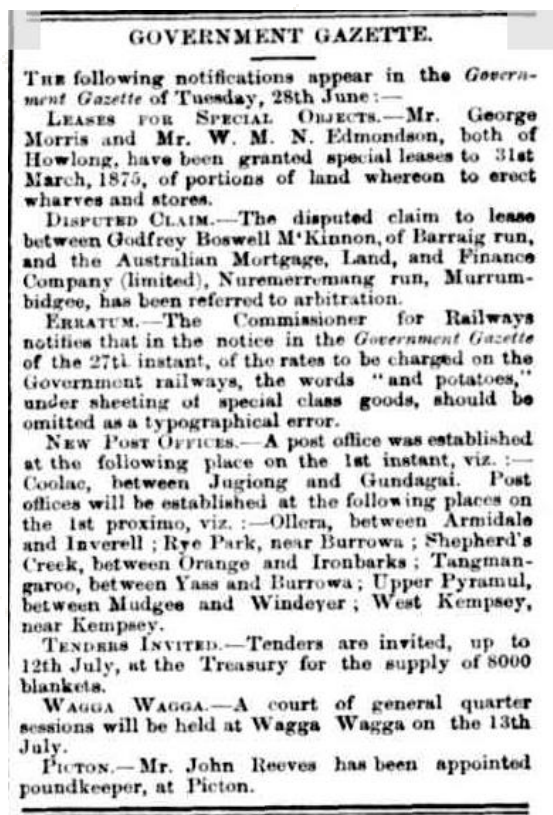 GOVERNMENT GAZETTE.
THE following notifications appear in the Govern-
ment Gazette of Tuesday, 28th June:—
LEASES FOR SPECIAL OBJECTS.—Mr. George
Morris and Mr. W. M. N. Edmondson, both of
Howlong, have been granted special leases to 31st
March, 1875, of portions of land whereon to erect
wharves and stores.
DISPUTED CLAIM.—The disputed claim to lease
between Godfrey Boswell M'Kinnon, of Barraig run,
and the Australian Mortgage, Land, and Finance
Company (limited), Nuremerremang run, Murrum-
bidgee, has been referred to arbitration.
ERRATUM.—The Commissioner for Railways
notifies that in the notice in the Government Gazette
of the 27th instant, of the rates to be charged on the
Government railways, the words "and potatoes,"
under sheeting of special class goods, should be
omitted as a typographical error.
NEW POST OFFICES.—A post office was established
at the following place on the 1st instant, viz. :—
Coolac, between Jugiong and Gundagai. Post
offices will be established at the following places on
the 1st proximo, viz. :—Ollera, between Armidale
and Inverell ; Rye Park, near Burrowa ; Shepherd's
Creek, between Orange and Ironbarks ; Tangman-
garoo, between Yass and Burrowa ; Upper Pyramul,
between Mudgee and Windeyer ; West Kempsey,
near Kempsey.
TENDERS INVITED.—Tenders are invited, up to
12th July, at the Treasury for the supply of 8000
blankets.
WAGGA WAGGA.—A court of general quarter
sessions will be held at Wagga Wagga on the 13th
July.
PICTON.—Mr. John Reeves has been appointed
poundkeeper, at Picton.